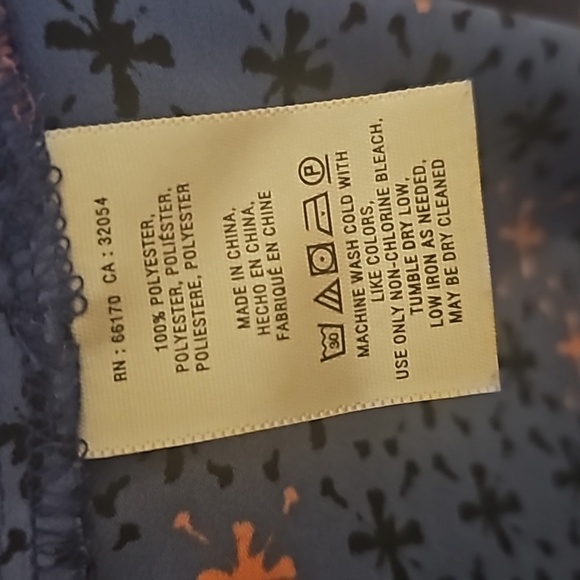 RN : 66170 CA : 32054
100% POLYESTER,
POLYESTER, POLIÉSTER,
POLIESTERE, POLYESTER
MADE IN CHINA,
HECHO EN CHINA,
FABRIQUÉ EN CHINE
30 P
MACHINE WASH COLD WITH
LIKE COLORS,
USE ONLY NON-CHLORINE BLEACH,
TUMBLE DRY LOW,
LOW IRON AS NEEDED,
MAY BE DRY CLEANED